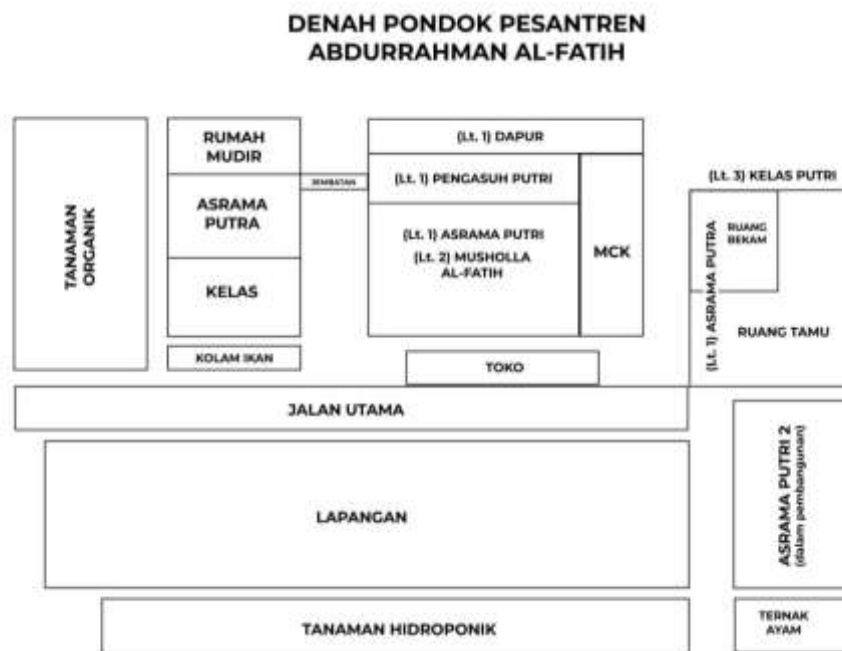 DENAH PONDOK PESANTREN
ABDURRAHMAN AL-FATIH
TANAMAN
ORGANIK
RUMAH
MUDIR
ASRAMA
PUTRA
KELAS
KOLAM IKAN
JEMBATAN
(Lt. 1) DAPUR
(Lt. 1) PENGASUH PUTRI
(Lt. 1) ASRAMA PUTRI
(Lt. 2) MUSHOLLA
AL-FATIH
MCK
TOKO
(Lt. 3) KELAS PUTRI
(Lt. 1) ASRAMA PUTRA
RUANG
BEKAM
RUANG TAMU
JALAN UTAMA
LAPANGAN
ASRAMA PUTRI 2
(dalam pembangunan)
TANAMAN HIDROPONIK
TERNAK
AYAM